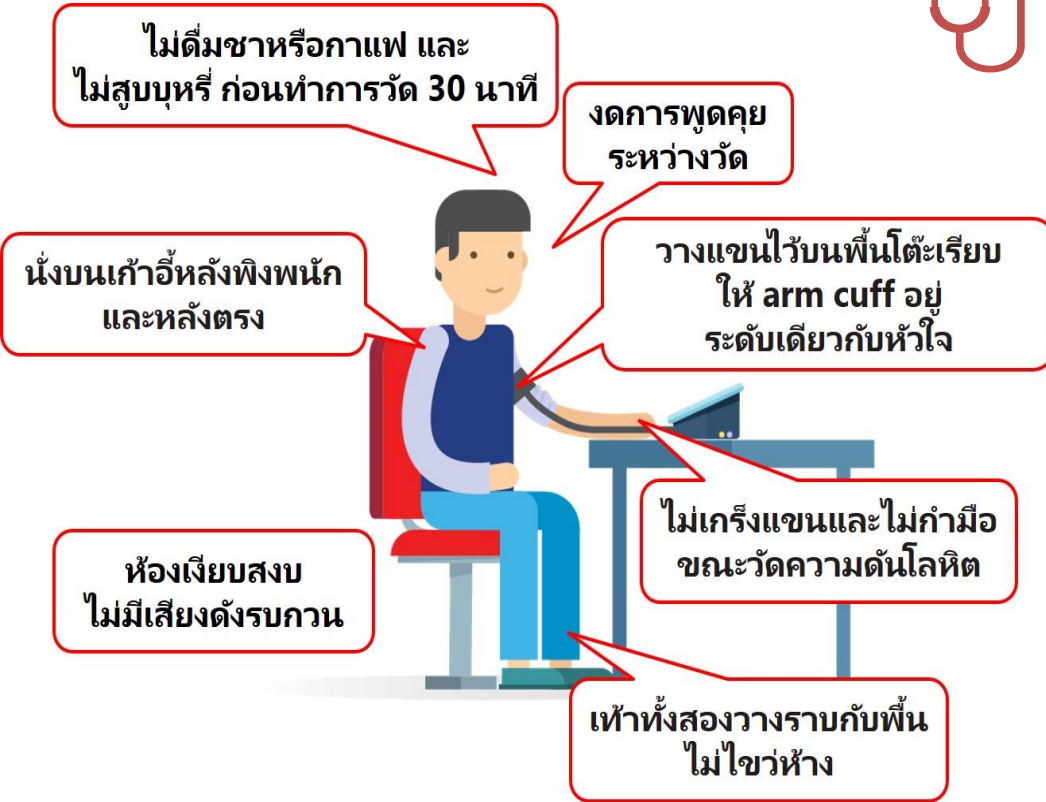 ไม่ดื่มชาหรือกาแฟ และ
ไม่สูบบุหรี่ ก่อนทำการวัด 30 นาที
งดการพูดคุย
ระหว่างวัด
นั่งบนเก้าอี้หลังพิงพนัก
และหลังตรง
วางแขนไว้บนพื้นโต๊ะเรียบ
ให้ arm cuff อยู่
ระดับเดียวกับหัวใจ
ไม่เกร็งแขนและไม่กำมือ
ขณะวัดความดันโลหิต
ห้องเงียบสงบ
ไม่มีเสียงดังรบกวน
เท้าทั้งสองวางราบกับพื้น
ไม่ไขว่ห้าง